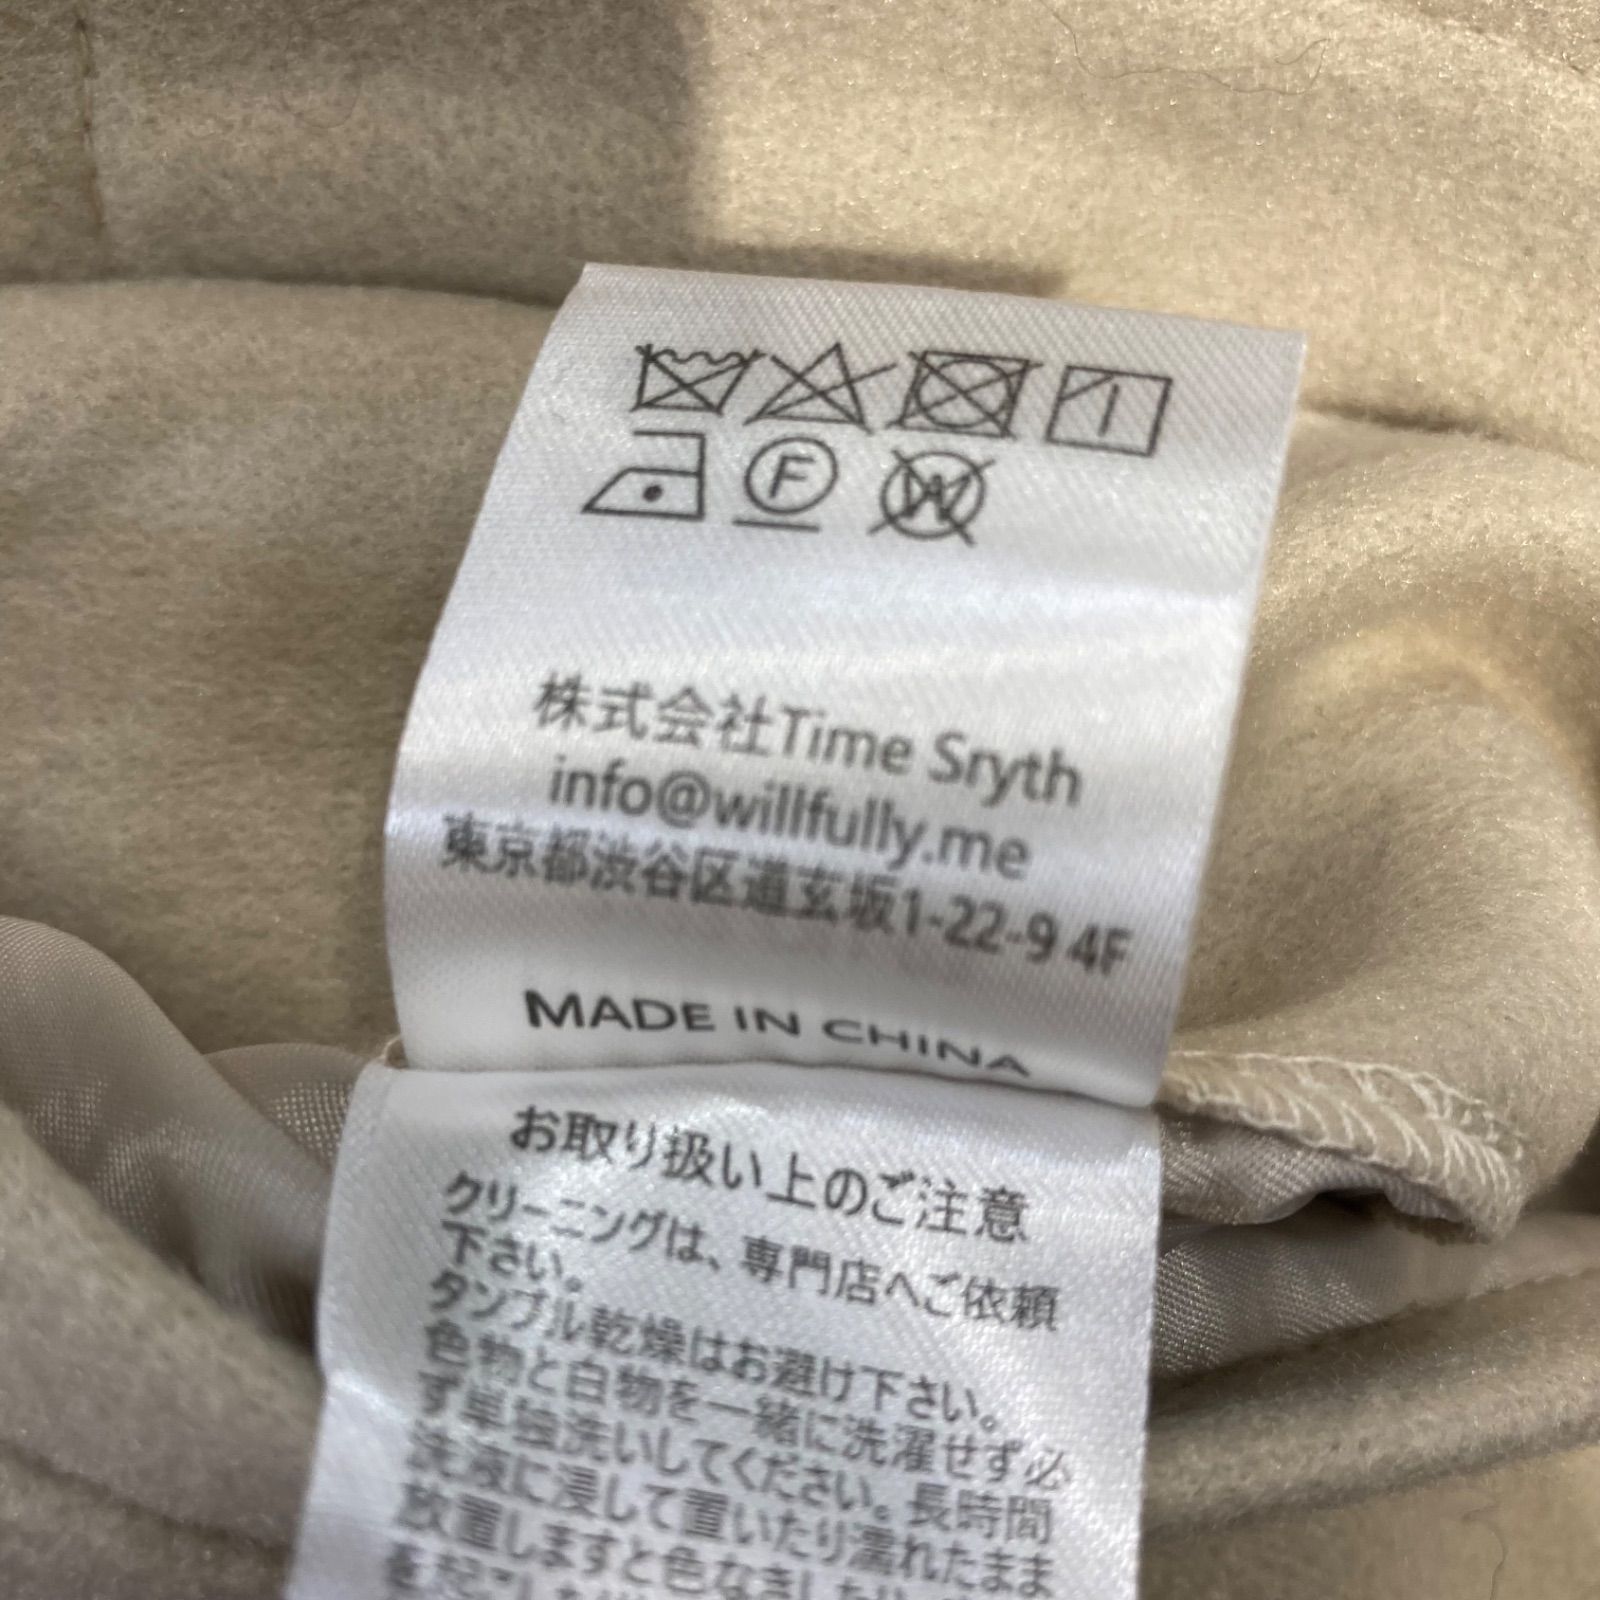 F
W
株式会社Time Sryth
info@willfully.me
東京都渋谷区道玄坂1-22-9 4F
MADE IN CHINA
お取り扱い上のご注意
クリーニングは、専門店へご依頼
下さい。
タンブル乾燥はお避け下さい。
色物と白物を一緒に洗濯せず必
ず単独洗いしてください。長時間
洗液に浸して置いたり濡れたまま
放置しますと色なきし
を起こし